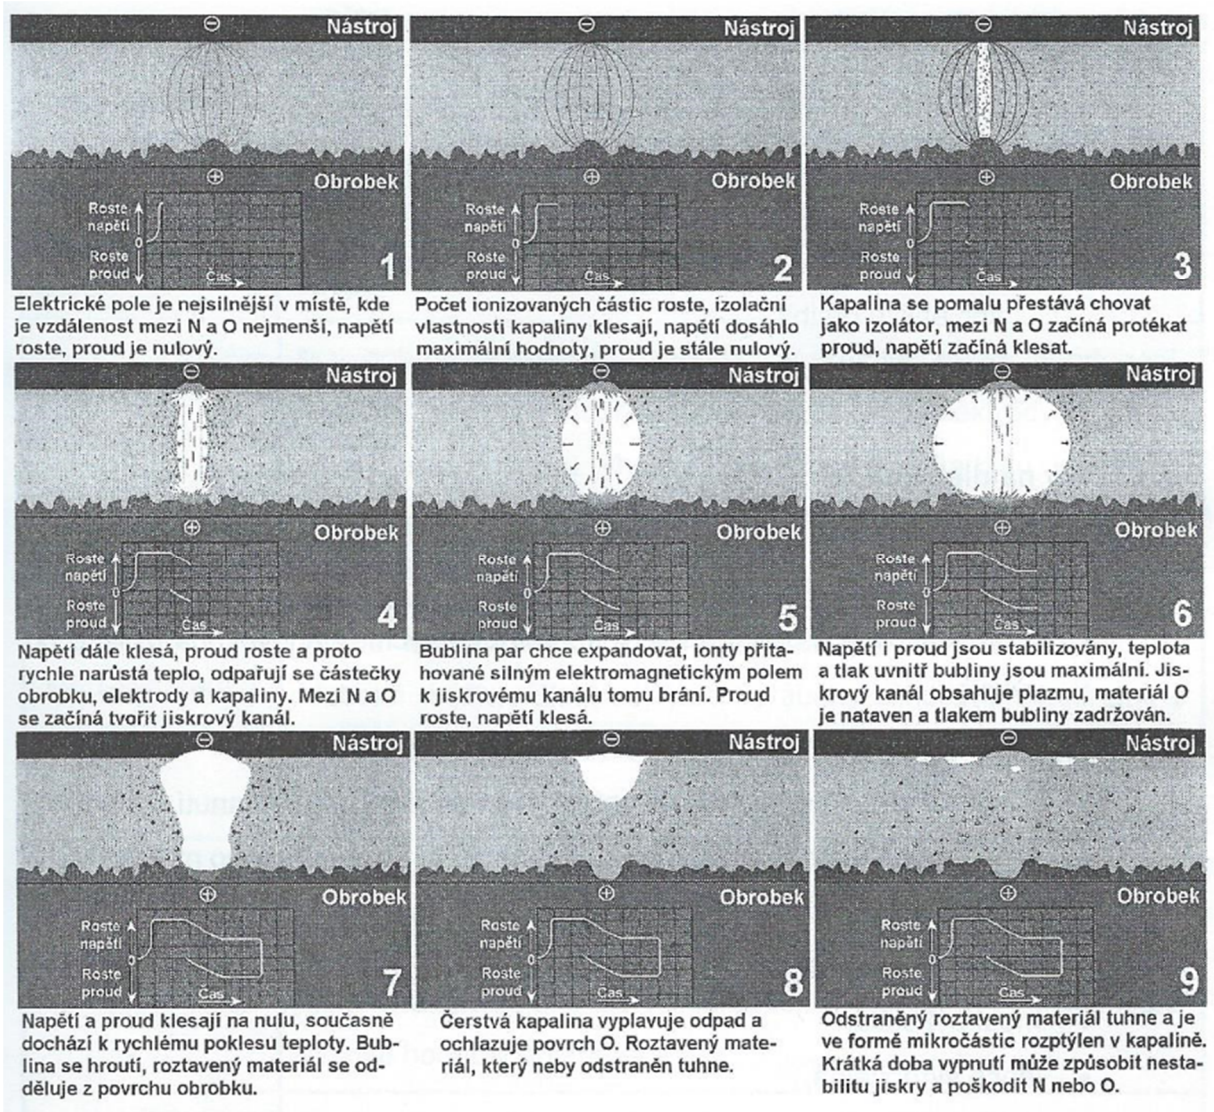 ⊖ Nástroj
⊕ Obrobek
Roste
napětí
0
Roste
proud
Čas
1
Elektrické pole je nejsilnější v místě, kde
je vzdálenost mezi N a O nejmenší, napětí
roste, proud je nulový.
⊖ Nástroj
⊕ Obrobek
Roste
napětí
0
Roste
proud
Čas
2
Počet ionizovaných částic roste, izolační
vlastnosti kapaliny klesají, napětí dosáhlo
maximální hodnoty, proud je stále nulový.
⊖ Nástroj
⊕ Obrobek
Roste
napětí
0
Roste
proud
Čas
3
Kapalina se pomalu přestává chovat
jako izolátor, mezi N a O začíná protékat
proud, napětí začíná klesat.
⊖ Nástroj
⊕ Obrobek
Roste
napětí
0
Roste
proud
Čas
4
Napětí dále klesá, proud roste a proto
rychle narůstá teplo, odpařují se částečky
obrobku, elektrody a kapaliny. Mezi N a O
se začíná tvořit jiskrový kanál.
⊖ Nástroj
⊕ Obrobek
Roste
napětí
0
Roste
proud
Čas
5
Bublina par chce expandovat, ionty přita-
hované silným elektromagnetickým polem
k jiskrovému kanálu tomu brání. Proud
roste, napětí klesá.
⊖ Nástroj
⊕ Obrobek
Roste
napětí
0
Roste
proud
Čas
6
Napětí i proud jsou stabilizovány, teplota
a tlak uvnitř bubliny jsou maximální. Jis-
krový kanál obsahuje plazmu, materiál O
je nataven a tlakem bubliny zadržován.
⊖ Nástroj
⊕ Obrobek
Roste
napětí
0
Roste
proud
Čas
7
Napětí a proud klesají na nulu, současně
dochází k rychlému poklesu teploty. Bub-
lina se hroutí, roztavený materiál se od-
děluje z povrchu obrobku.
⊖ Nástroj
⊕ Obrobek
Roste
napětí
0
Roste
proud
Čas
8
Čerstvá kapalina vyplavuje odpad a
ochlazuje povrch O. Roztavený mate-
riál, který neby odstraněn tuhne.
⊖ Nástroj
⊕ Obrobek
Roste
napětí
0
Roste
proud
Čas
9
Odstraněný roztavený materiál tuhne a je
ve formě mikročástic rozptýlen v kapalině.
Krátká doba vypnutí může způsobit nesta-
bilitu jiskry a poškodit N nebo O.